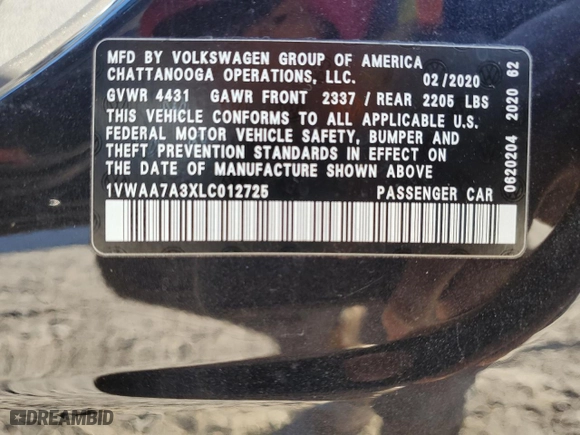 MFD BY VOLKSWAGEN GROUP OF AMERICA
CHATTANOOGA OPERATIONS, LLC. 02/2020
GVWR 4431 GAWR FRONT 2337 / REAR 2205 LBS
THIS VEHICLE CONFORMS TO ALL APPLICABLE U.S.
FEDERAL MOTOR VEHICLE SAFETY, BUMPER AND
THEFT PREVENTION STANDARDS IN EFFECT ON
THE DATE OF MANUFACTURE SHOWN ABOVE
1VWAA7A3XLC012725 PASSENGER CAR
0620204 2020 62
DREAMBID